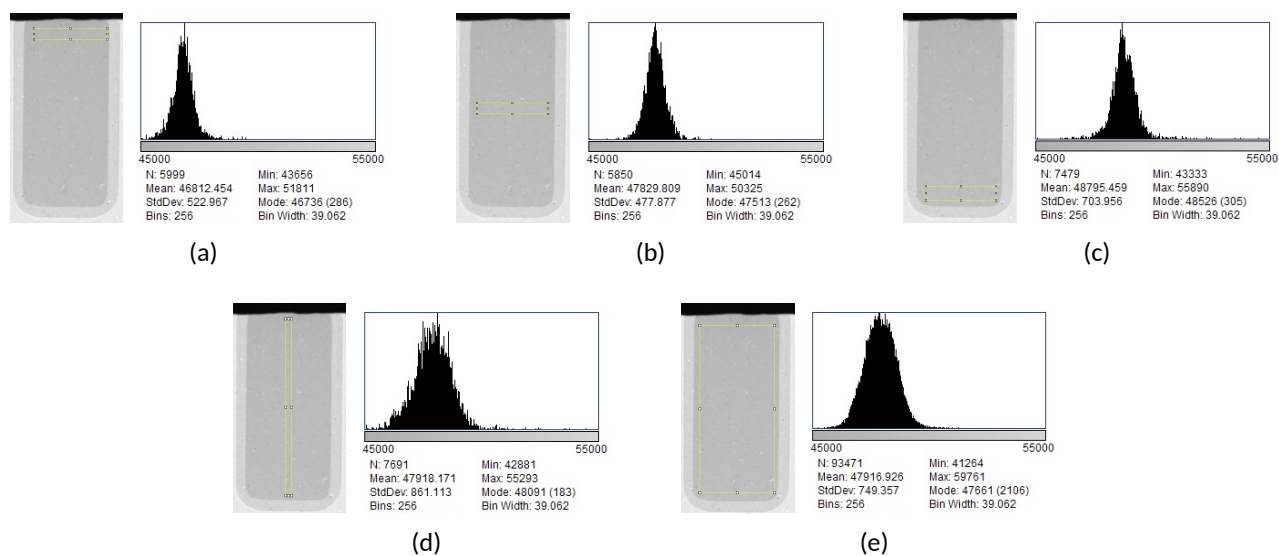 45000 55000
N: 5999 Min: 43656
Mean: 46812.454 Max: 51811
StdDev: 522.967 Mode: 46736 (286)
Bins: 256 Bin Width: 39.062
(a)
45000 55000
N: 5850 Min: 45014
Mean: 47829.809 Max: 50325
StdDev: 477.877 Mode: 47513 (262)
Bins: 256 Bin Width: 39.062
(b)
45000 55000
N: 7479 Min: 43333
Mean: 48795.459 Max: 55890
StdDev: 703.956 Mode: 48526 (305)
Bins: 256 Bin Width: 39.062
(c)
45000 55000
N: 7691 Min: 42881
Mean: 47918.171 Max: 55293
StdDev: 861.113 Mode: 48091 (183)
Bins: 256 Bin Width: 39.062
(d)
45000 55000
N: 93471 Min: 41264
Mean: 47916.926 Max: 59761
StdDev: 749.357 Mode: 47661 (2106)
Bins: 256 Bin Width: 39.062
(e)